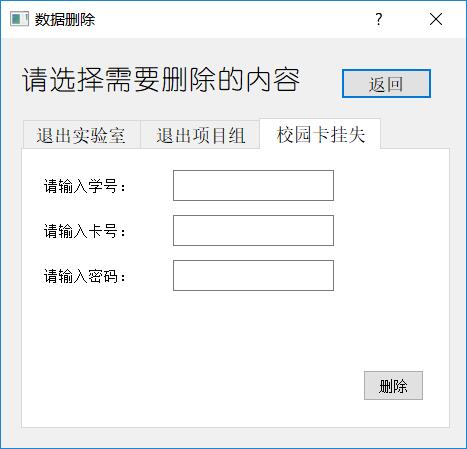 数据删除
?
请选择需要删除的内容
返回
退出实验室 退出项目组 校园卡挂失
请输入学号：
请输入卡号：
请输入密码：
删除